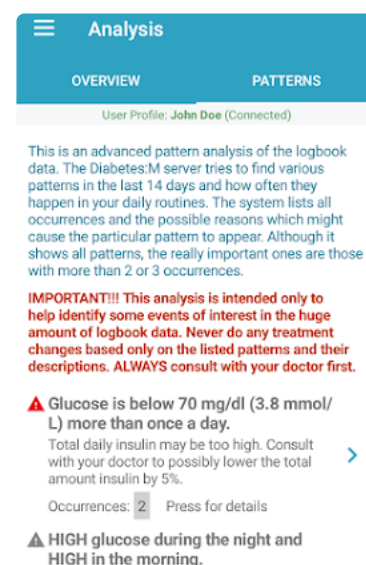 Analysis
OVERVIEW PATTERNS
User Profile: John Doe (Connected)
This is an advanced pattern analysis of the logbook
data. The Diabetes:M server tries to find various
patterns in the last 14 days and how often they
happen in your daily routines. The system lists all
occurrences and the possible reasons which might
cause the particular pattern to appear. Although it
shows all patterns, the really important ones are those
with more than 2 or 3 occurrences.
IMPORTANT!!! This analysis is intended only to
help identify some events of interest in the huge
amount of logbook data. Never do any treatment
changes based only on the listed patterns and their
descriptions. ALWAYS consult with your doctor first.
Glucose is below 70 mg/dl (3.8 mmol/
L) more than once a day.
Total daily insulin may be too high. Consult
with your doctor to possibly lower the total
amount insulin by 5%.
Occurrences: 2 Press for details
HIGH glucose during the night and
HIGH in the morning.